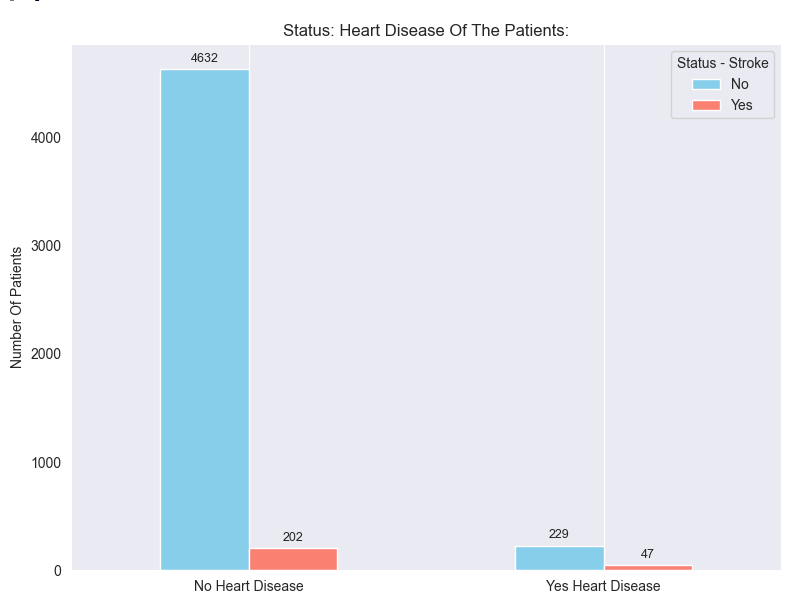 Status: Heart Disease Of The Patients:
Status - Stroke
No
Yes
Number Of Patients
4000
3000
2000
1000
0
4632
202
229
47
No Heart Disease
Yes Heart Disease